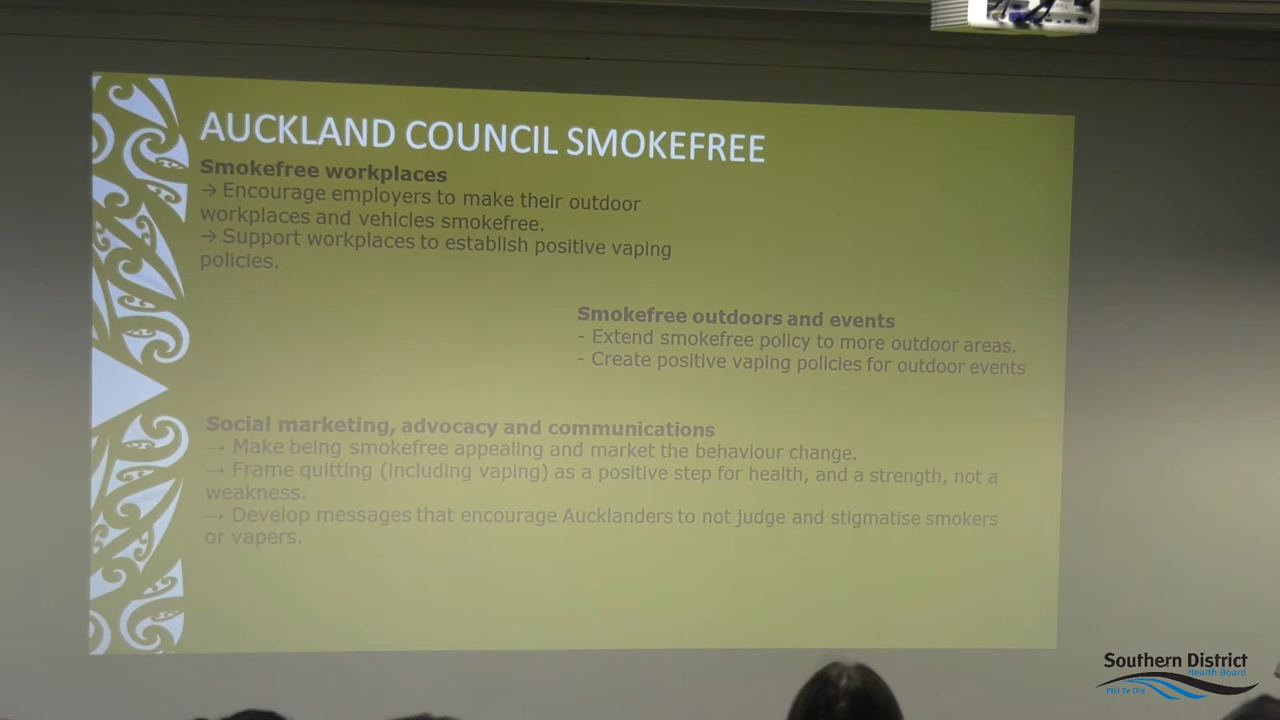 AUCKLAND COUNCIL SMOKEFREE
Smokefree workplaces
→ Encourage employers to make their outdoor
workplaces and vehicles smokefree.
→ Support workplaces to establish positive vaping
policies.
Smokefree outdoors and events
- Extend smokefree policy to more outdoor areas.
- Create positive vaping policies for outdoor events
Social marketing, advocacy and communications
→ Make being smokefree appealing and market the behaviour change.
→ Frame quitting (including vaping) as a positive step for health, and a strength, not a
weakness.
→ Develop messages that encourage Aucklanders to not judge and stigmatise smokers
or vapers.
Southern District
Health Board
Piki Te Ora